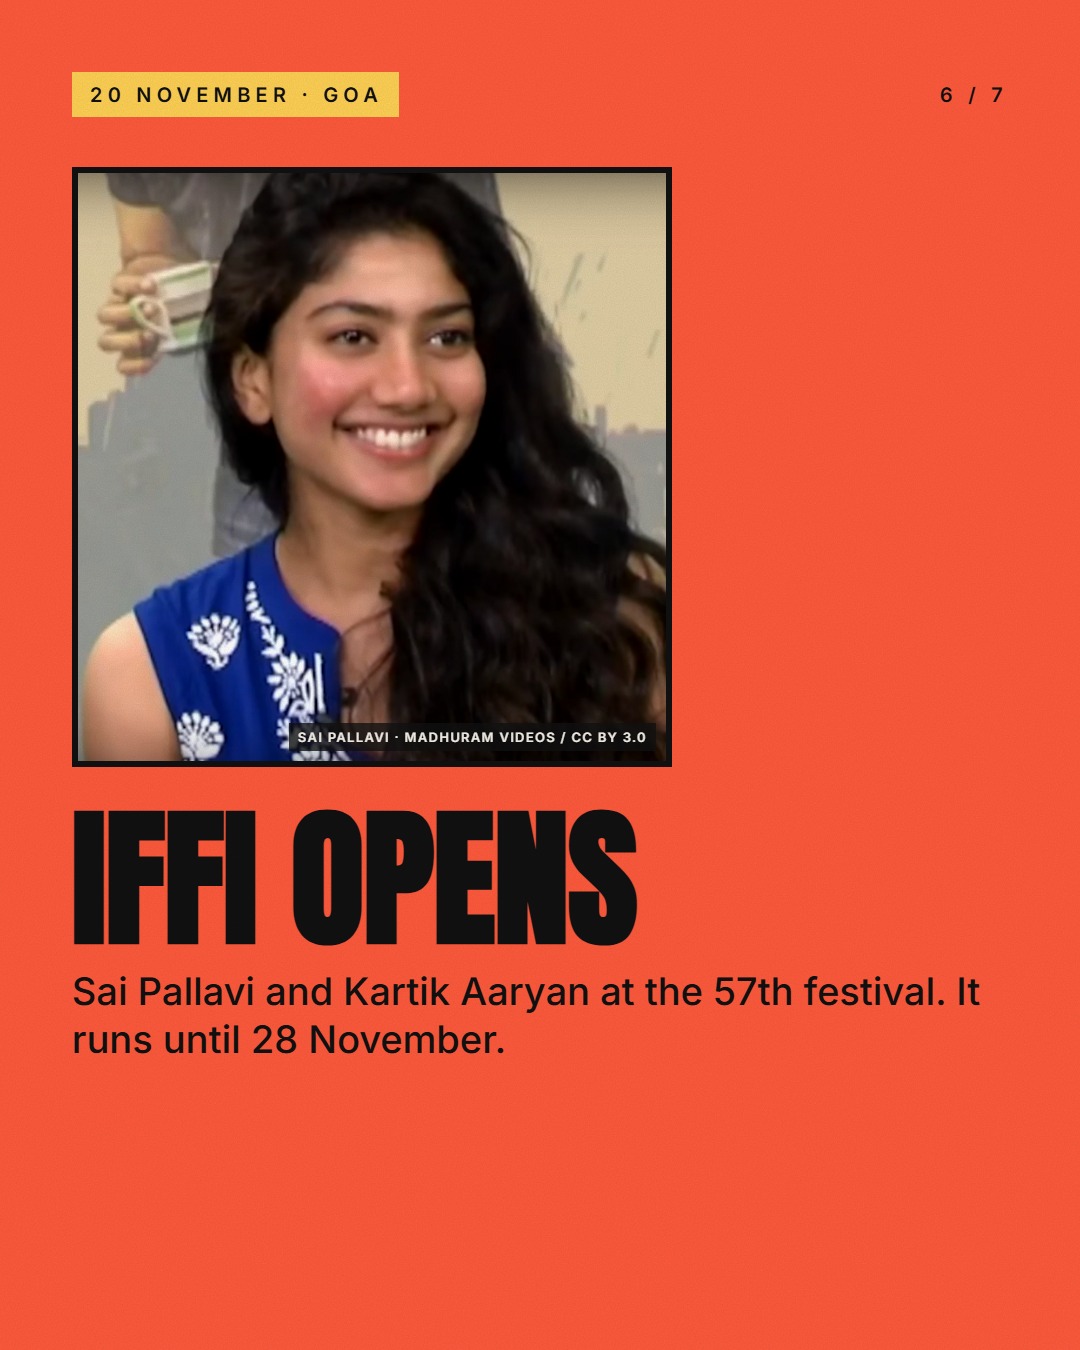 20 NOVEMBER · GOA
6 / 7
SAI PALLAVI · MADHURAM VIDEOS / CC BY 3.0
IFFI OPENS
Sai Pallavi and Kartik Aaryan at the 57th festival. It
runs until 28 November.